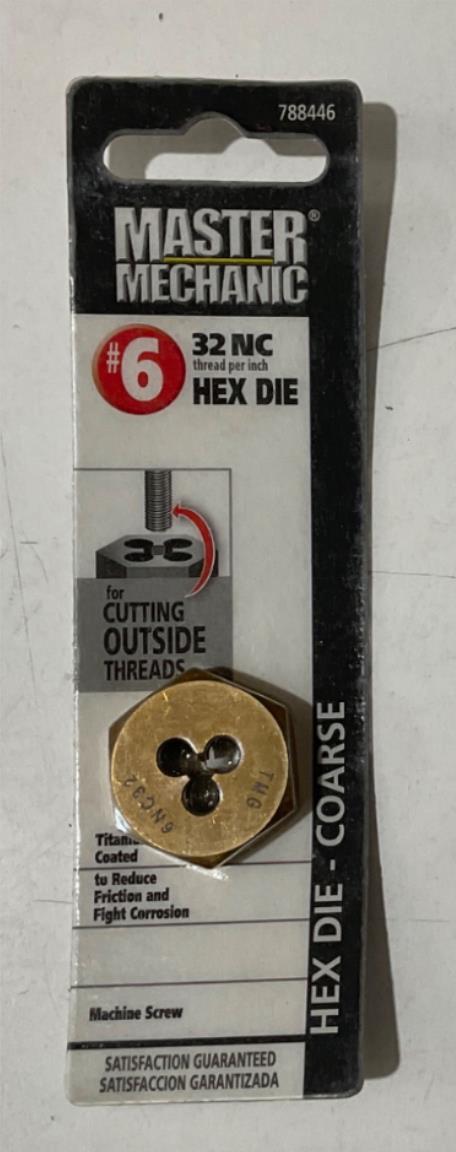 788446
MASTER®
MECHANIC
#6
32 NC
thread per inch
HEX DIE
for
CUTTING
OUTSIDE
THREADS
6NC32
TMG
Coated
to Reduce
Friction and
Fight Corrosion
Machine Screw
HEX DIE - COARSE
SATISFACTION GUARANTEED
SATISFACCION GARANTIZADA